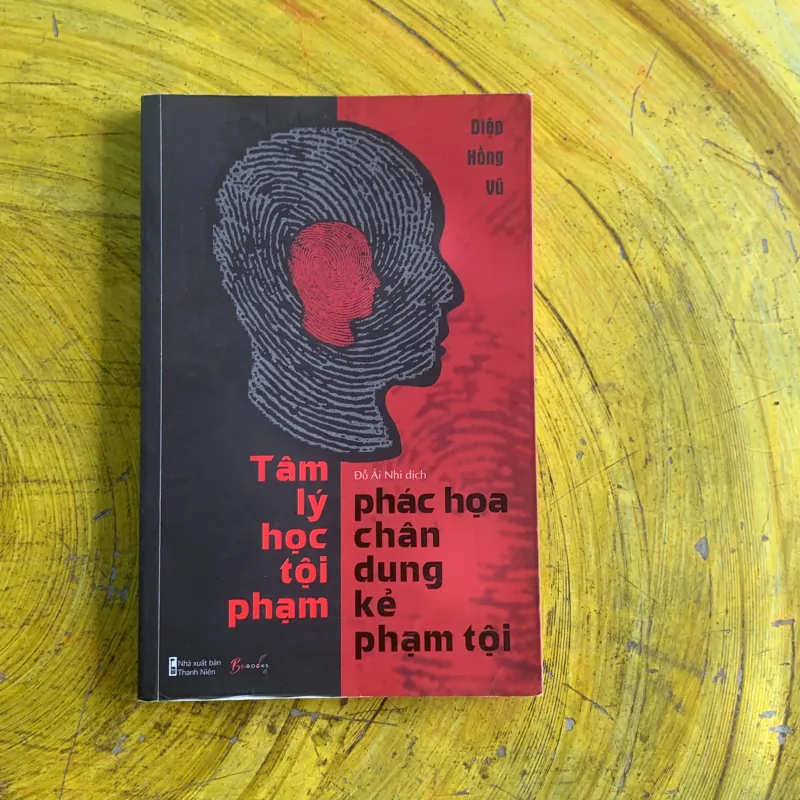 Diệp
Hồng
Vũ
Tâm
lý
học
tội
phạm
Đỗ Ái Nhi dịch
phác họa
chân
dung
kẻ
phạm tội
Nhà xuất bản
Thanh Niên
BOOKS